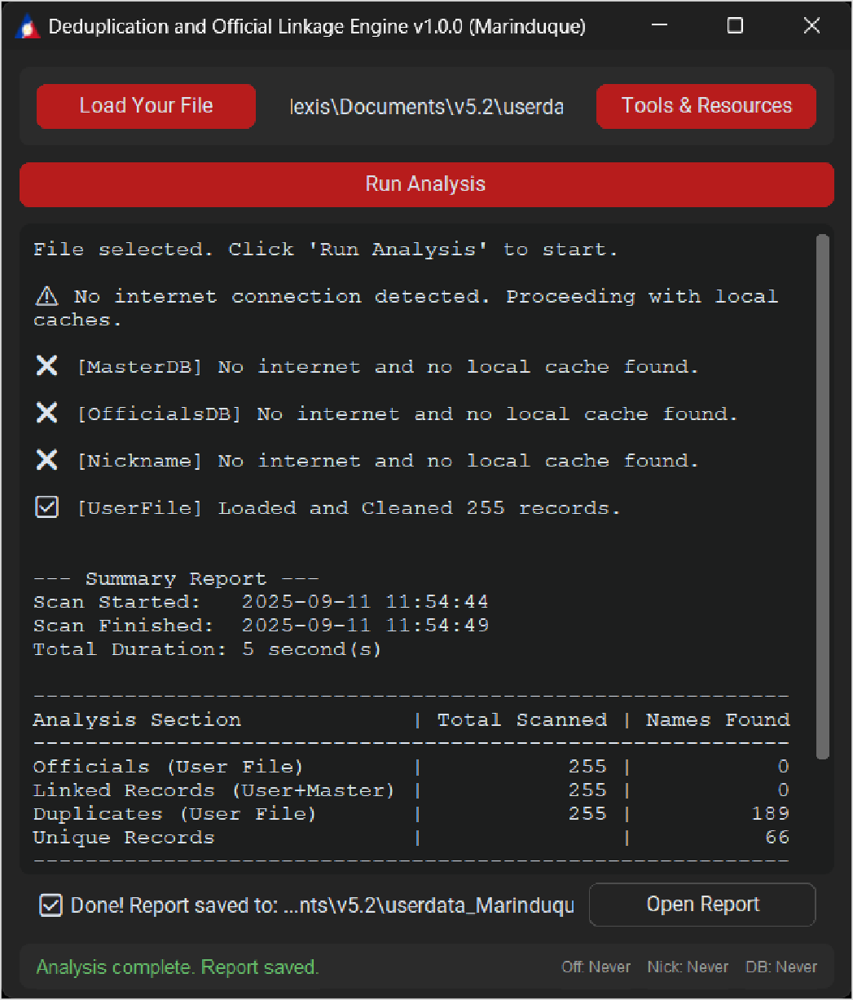 Deduplication and Official Linkage Engine v1.0.0 (Marinduque)
Load Your File lexis\Documents\v5.2\userda Tools & Resources
Run Analysis
File selected. Click 'Run Analysis' to start.
⚠ No internet connection detected. Proceeding with local
caches.
❌ [MasterDB] No internet and no local cache found.
❌ [OfficialsDB] No internet and no local cache found.
❌ [Nickname] No internet and no local cache found.
☑ [UserFile] Loaded and Cleaned 255 records.
--- Summary Report ---
Scan Started:   2025-09-11 11:54:44
Scan Finished:  2025-09-11 11:54:49
Total Duration: 5 second(s)
----------------------------------------------------------
Analysis Section | Total Scanned | Names Found
----------------------------------------------------------
Officials (User File) | 255 | 0
Linked Records (User+Master) | 255 | 0
Duplicates (User File) | 255 | 189
Unique Records | | 66
----------------------------------------------------------
☑ Done! Report saved to: ...nts\v5.2\userdata_Marinduqu Open Report
Analysis complete. Report saved. Off: Never Nick: Never DB: Never